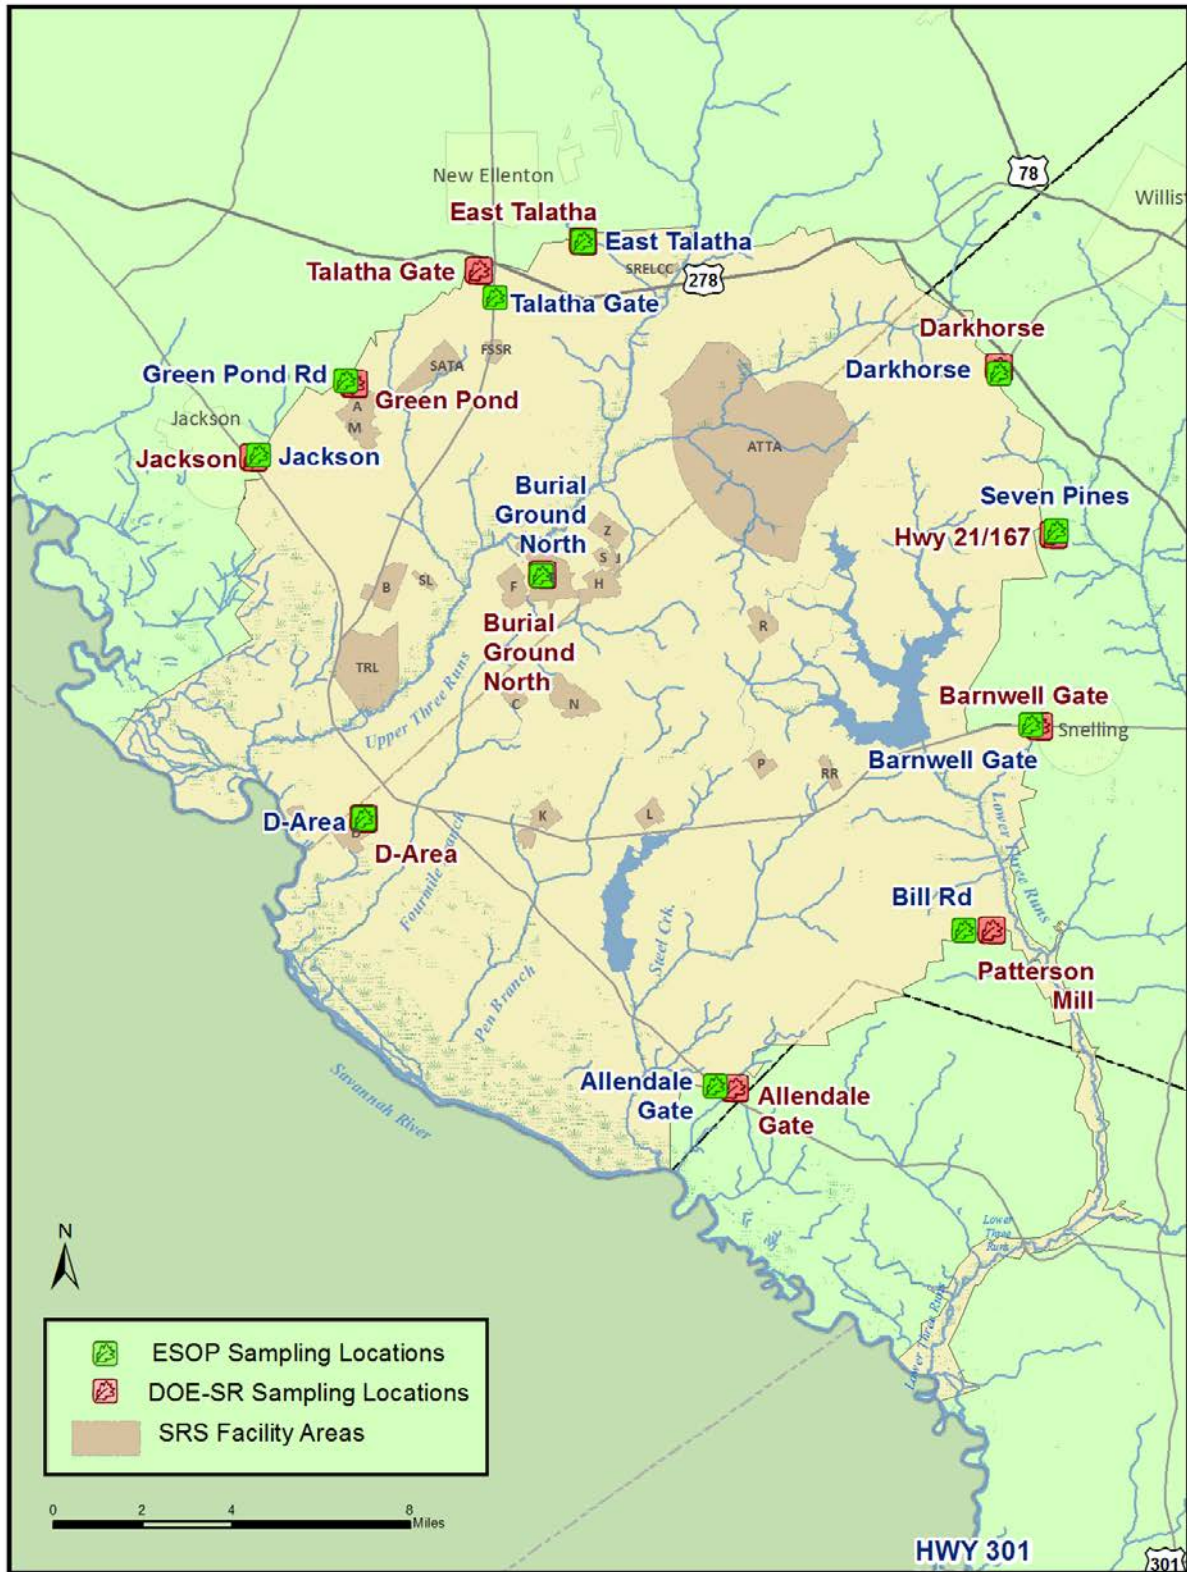 New Ellenton
78
Willist
East Talatha
East Talatha
SRELCC
278
Talatha Gate
Talatha Gate
Darkhorse
Darkhorse
FSSR
SATA
Green Pond Rd
Green Pond
A
M
Jackson
Jackson
Jackson
ATTA
Burial
Ground
North
Seven Pines
Hwy 21/167
Z
S J
H
F
B
SL
Burial
Ground
North
R
TRL
Upper Three Runs
C
N
Barnwell Gate
Snelling
Barnwell Gate
P
RR
D-Area
D-Area
K
L
Lower Three Runs
Fourmile Branch
Bill Rd
Steel Crk.
Patterson
Mill
Pen Branch
Savannah River
Allendale
Gate
Allendale
Gate
Lower
Three
Runs
Lower Three Runs
N
ESOP Sampling Locations
DOE-SR Sampling Locations
SRS Facility Areas
0 2 4 8
Miles
HWY 301
301